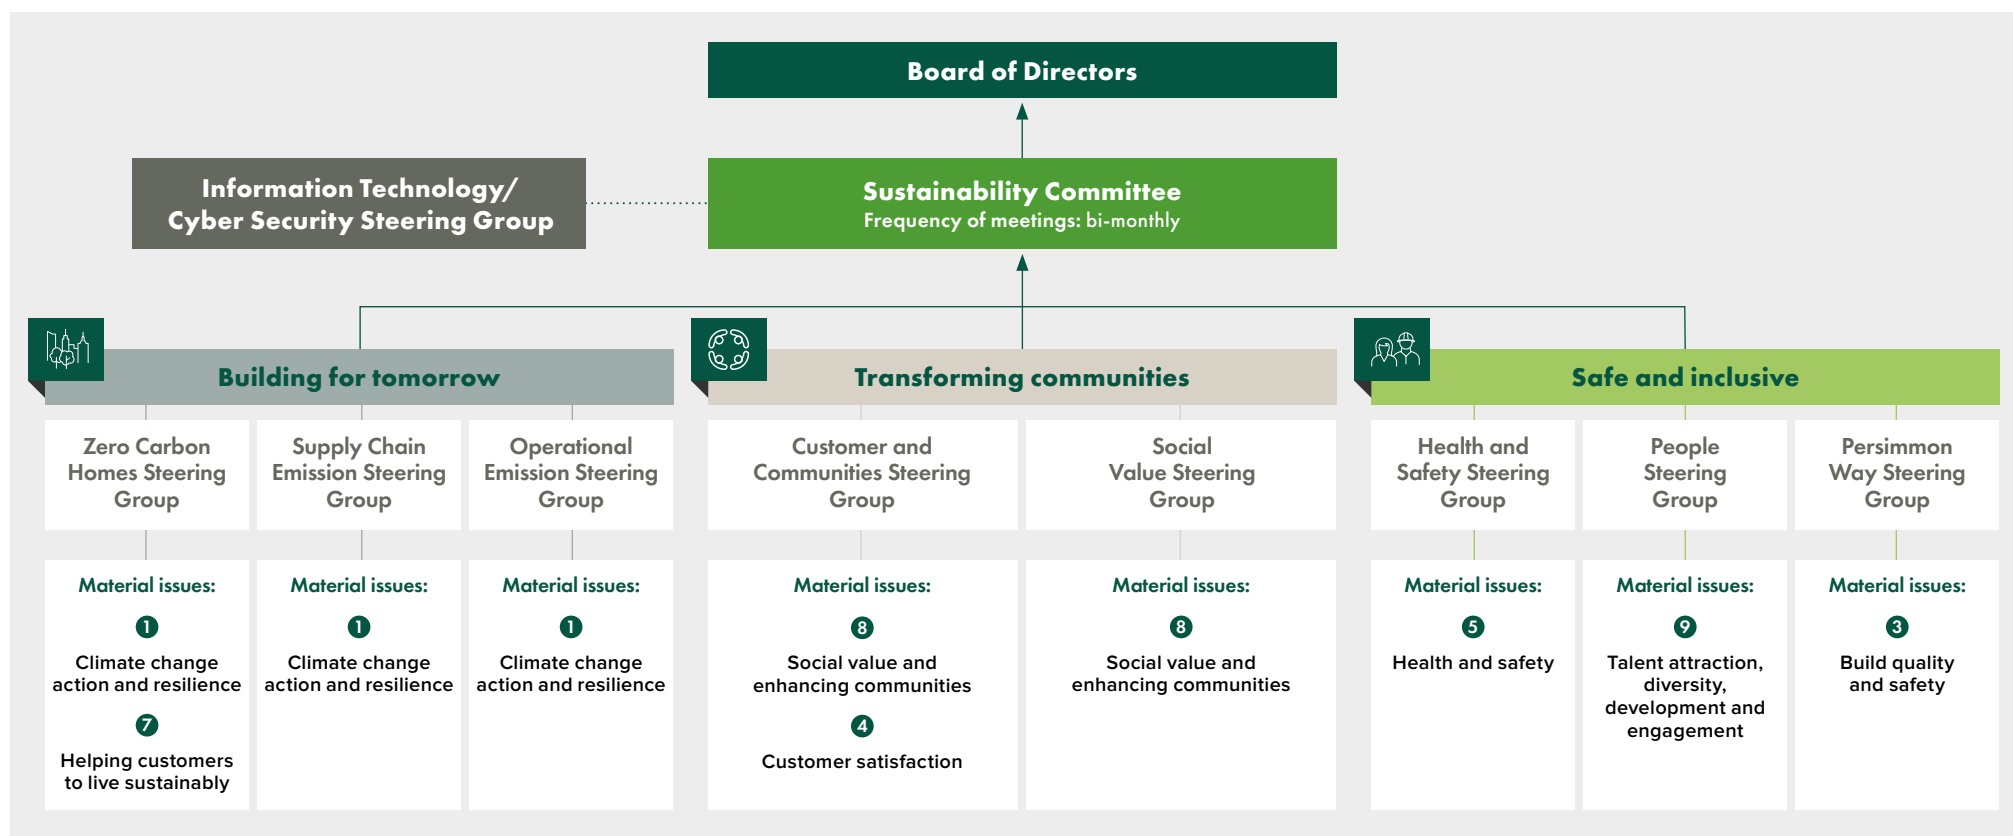 Board of Directors
Information Technology/
Cyber Security Steering Group
Sustainability Committee
Frequency of meetings: bi-monthly
Building for tomorrow
Zero Carbon
Homes Steering
Group
Material issues:
1
Climate change
action and resilience
7
Helping customers
to live sustainably
Supply Chain
Emission Steering
Group
Material issues:
1
Climate change
action and resilience
Operational
Emission Steering
Group
Material issues:
1
Climate change
action and resilience
Transforming communities
Customer and
Communities Steering
Group
Material issues:
8
Social value and
enhancing communities
4
Customer satisfaction
Social
Value Steering
Group
Material issues:
8
Social value and
enhancing communities
Safe and inclusive
Health and
Safety Steering
Group
Material issues:
5
Health and safety
People
Steering
Group
Material issues:
9
Talent attraction,
diversity,
development and
engagement
Persimmon
Way Steering
Group
Material issues:
3
Build quality
and safety